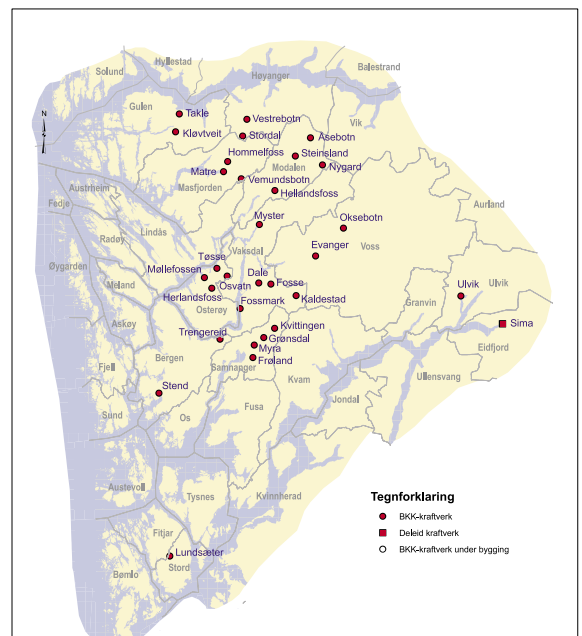 Hyllestad
Solund
Balestrand
Høyanger
Gulen
Takle
Vestrebotn
N
Vik
Kløvtveit
Stordal
Åsebotn
Hommelfoss
Steinsland
Matre
Modalen
Nygard
Masfjorden
Vemundsbotn
Austrheim
Hellandsfoss
Fedje
Aurland
Radøy
Lindås
Myster
Oksebotn
Voss
Vaksdal
Evanger
Øygarden
Tøsse
Møllefossen
Dale
Fosse
Ulvik
Ulvik
Meland
Osvatn
Herlandsfoss
Kaldestad
Granvin
Osterøy
Fossmark
Askøy
Sima
Kvittingen
Trengereid
Grønsdal
Eidfjord
Bergen
Myra
Frøland
Fjell
Samnanger
Ullensvang
Kvam
Stend
Jondal
Fusa
Sund
Os
Austevoll
Tysnes
Kvinnherad
Tegnforklaring
BKK-kraftverk
Deleid kraftverk
Fitjar
BKK-kraftverk under bygging
Lundsæter
Stord
Bømlo